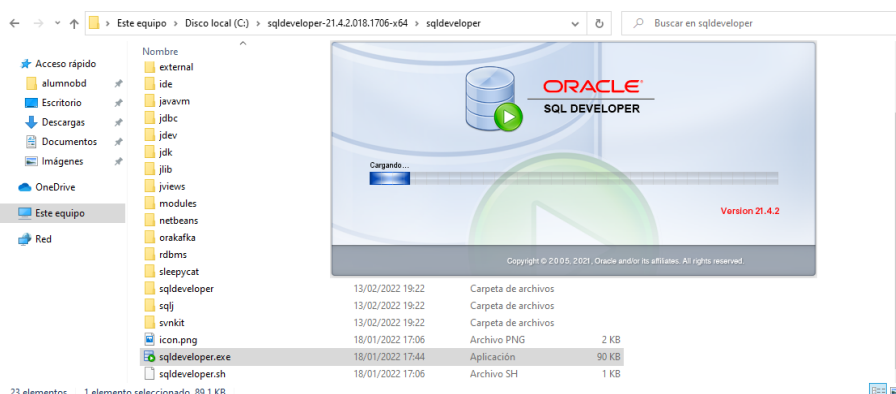 Este equipo > Disco local (C:) > sqldeveloper-21.4.2.018.1706-x64 > sqldeveloper
Buscar en sqldeveloper
Acceso rápido
alumnobd
Escritorio
Descargas
Documentos
Imágenes
OneDrive
Este equipo
Red
Nombre
external
ide
javavm
jdbc
jdev
jdk
jlib
jviews
modules
netbeans
orakafka
rdbms
sleepycat
sqldeveloper 13/02/2022 19:22 Carpeta de archivos
sqlj 13/02/2022 19:22 Carpeta de archivos
svnkit 13/02/2022 19:22 Carpeta de archivos
icon.png 18/01/2022 17:06 Archivo PNG 2 KB
sqldeveloper.exe 18/01/2022 17:44 Aplicación 90 KB
sqldeveloper.sh 18/01/2022 17:06 Archivo SH 1 KB
ORACLE
SQL DEVELOPER
Cargando...
Version 21.4.2
Copyright © 2005, 2021, Oracle and/or its affiliates. All rights reserved.
23 elementos 1 elemento seleccionado 89,1 KB